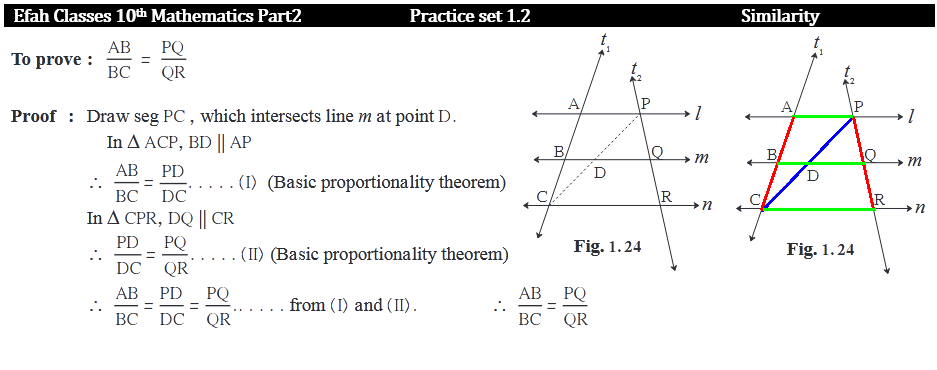 Efah Classes 10th Mathematics Part2 Practice set 1.2 Similarity
To prove : AB/BC = PQ/QR
Proof : Draw seg PC , which intersects line m at point D.
In Δ ACP, BD || AP
∴ AB/BC = PD/DC . . . . . (I) (Basic proportionality theorem)
In Δ CPR, DQ || CR
∴ PD/DC = PQ/QR . . . . . (II) (Basic proportionality theorem)
∴ AB/BC = PD/DC = PQ/QR . . . . . . from (I) and (II).
∴ AB/BC = PQ/QR
t1
t2
A P l
B Q m
D
C R n
Fig. 1.24
t1
t2
A P l
B Q m
D
C R n
Fig. 1.24